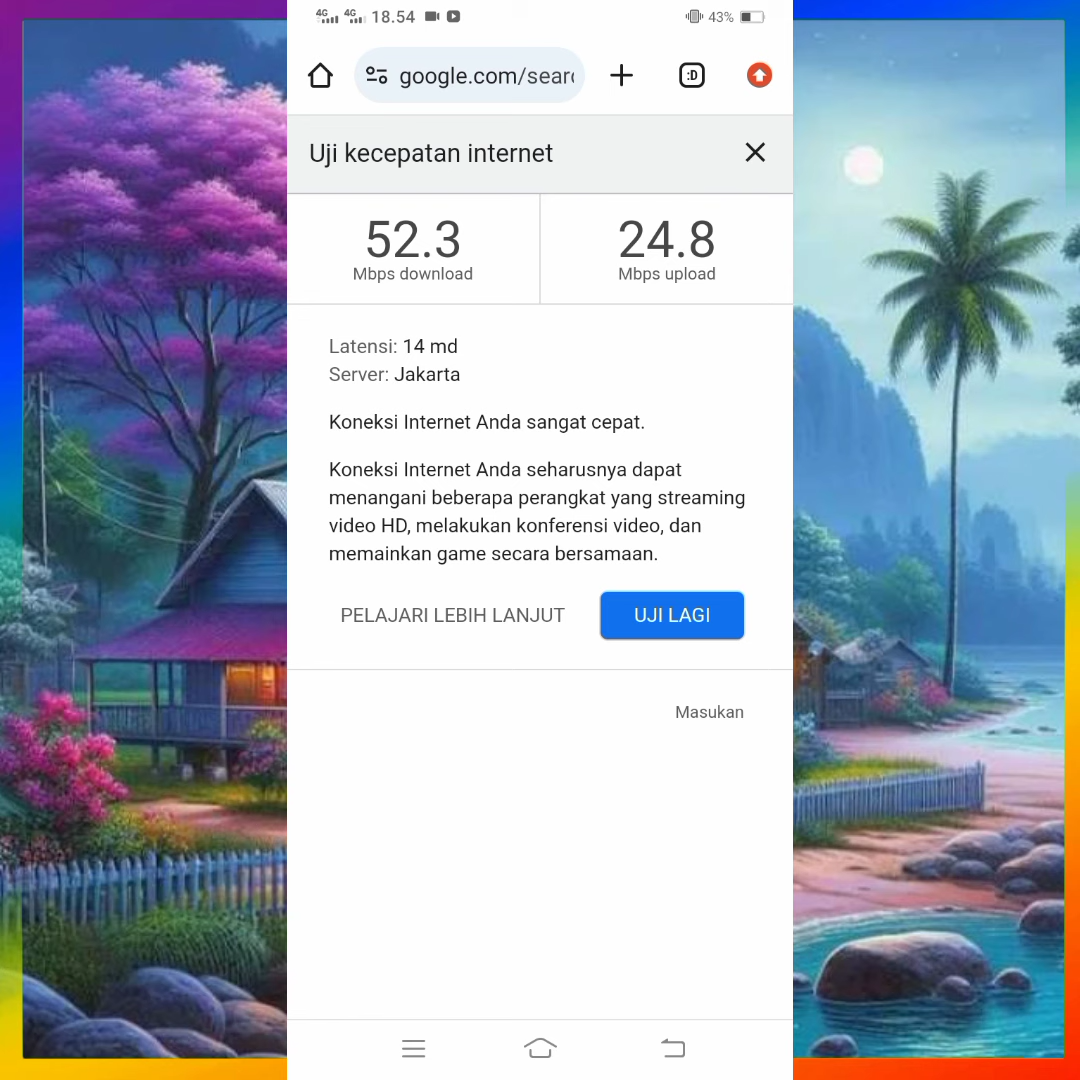 4G 4G 18.54 43%
google.com/sear
:D
Uji kecepatan internet
52.3
Mbps download
24.8
Mbps upload
Latensi: 14 md
Server: Jakarta
Koneksi Internet Anda sangat cepat.
Koneksi Internet Anda seharusnya dapat
menangani beberapa perangkat yang streaming
video HD, melakukan konferensi video, dan
memainkan game secara bersamaan.
PELAJARI LEBIH LANJUT
UJI LAGI
Masukan